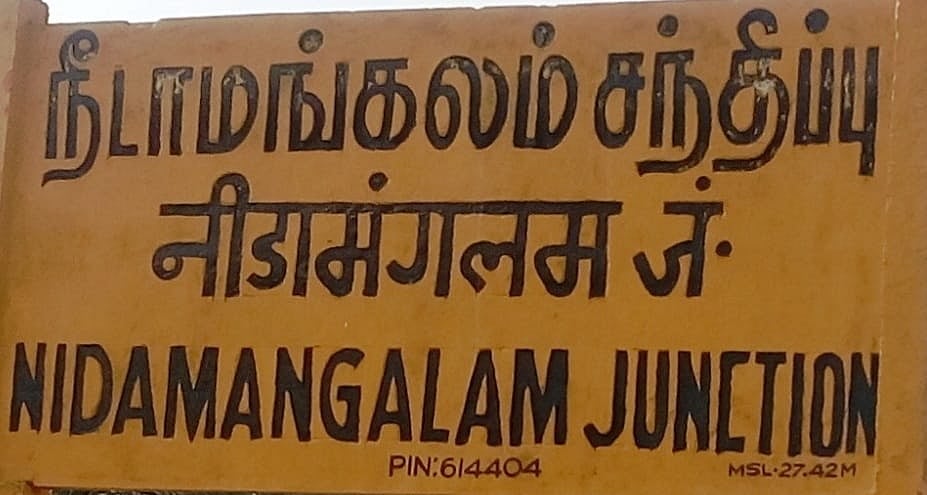 நீடாமங்கலம் சந்திப்பு
नीडामंगलम जं·
NIDAMANGALAM JUNCTION
PIN:614404 MSL·27.42M